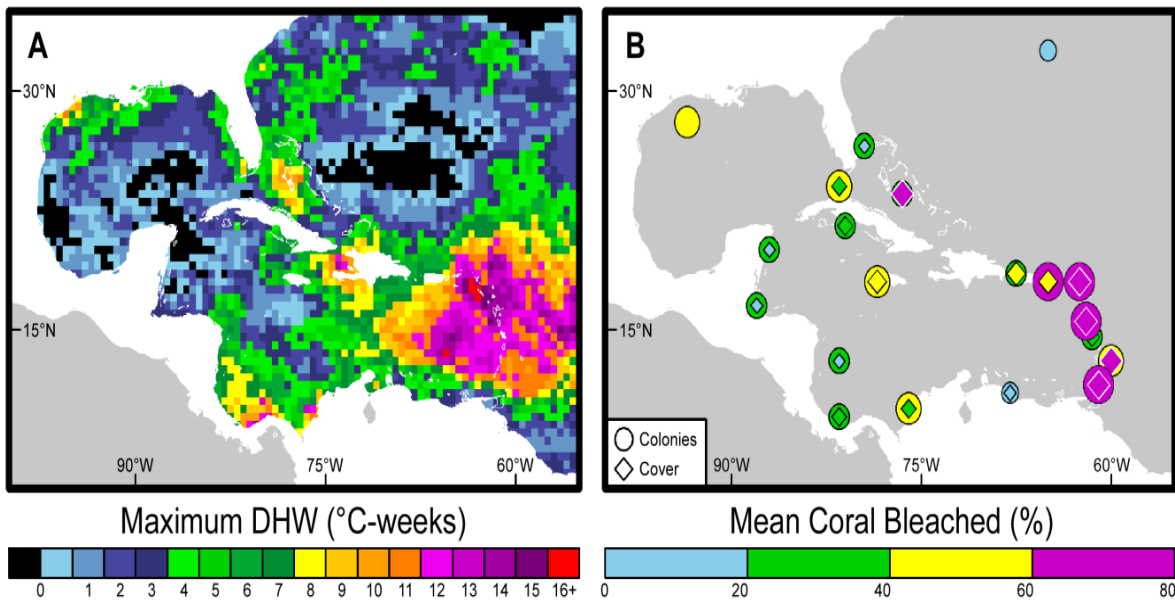 A
30°N
15°N
90°W 75°W 60°W
Maximum DHW (°C-weeks)
0 1 2 3 4 5 6 7 8 9 10 11 12 13 14 15 16+
B
30°N
15°N
Colonies
Cover
90°W 75°W 60°W
Mean Coral Bleached (%)
0 20 40 60 80